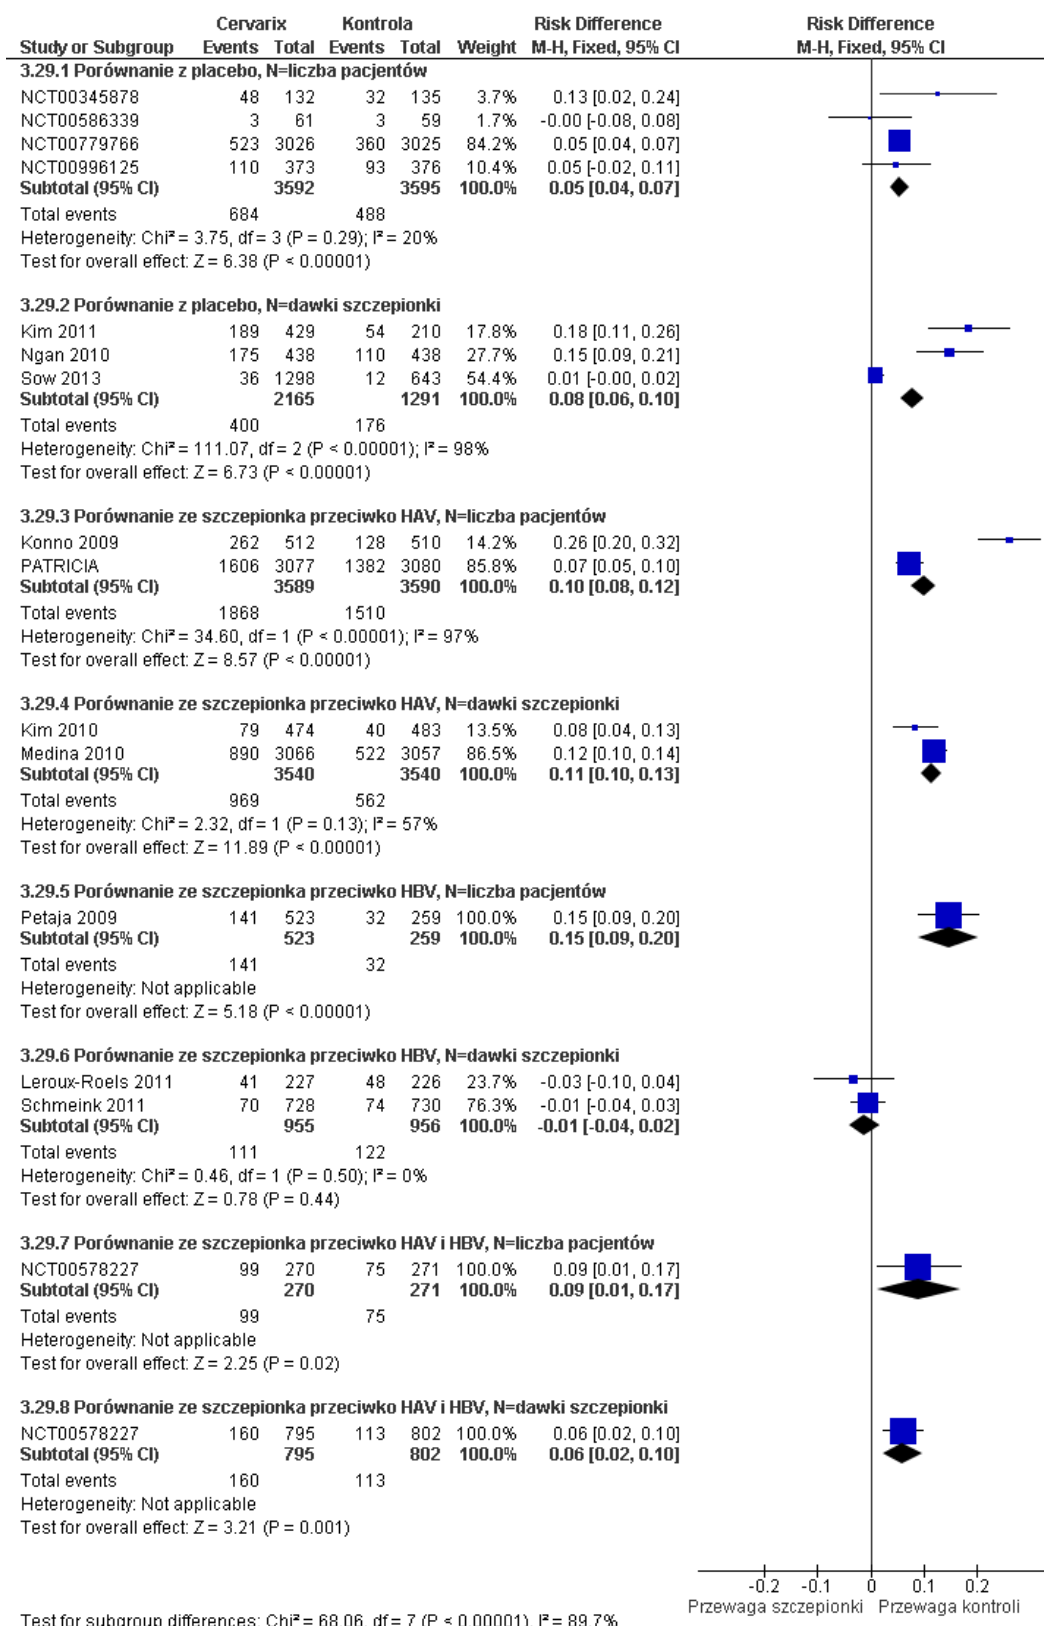 Cervarix Kontrola Risk Difference Risk Difference
Study or Subgroup Events Total Events Total Weight M-H, Fixed, 95% CI M-H, Fixed, 95% CI
3.29.1 Porównanie z placebo, N=liczba pacjentów
NCT00345878 48 132 32 135 3.7% 0.13 [0.02, 0.24]
NCT00586339 3 61 3 59 1.7% -0.00 [-0.08, 0.08]
NCT00779766 523 3026 360 3025 84.2% 0.05 [0.04, 0.07]
NCT00996125 110 373 93 376 10.4% 0.05 [-0.02, 0.11]
Subtotal (95% CI) 3592 3595 100.0% 0.05 [0.04, 0.07]
Total events 684 488
Heterogeneity: Chi² = 3.75, df = 3 (P = 0.29); I² = 20%
Test for overall effect: Z = 6.38 (P < 0.00001)
3.29.2 Porównanie z placebo, N=dawki szczepionki
Kim 2011 189 429 54 210 17.8% 0.18 [0.11, 0.26]
Ngan 2010 175 438 110 438 27.7% 0.15 [0.09, 0.21]
Sow 2013 36 1298 12 643 54.4% 0.01 [-0.00, 0.02]
Subtotal (95% CI) 2165 1291 100.0% 0.08 [0.06, 0.10]
Total events 400 176
Heterogeneity: Chi² = 111.07, df = 2 (P < 0.00001); I² = 98%
Test for overall effect: Z = 6.73 (P < 0.00001)
3.29.3 Porównanie ze szczepionka przeciwko HAV, N=liczba pacjentów
Konno 2009 262 512 128 510 14.2% 0.26 [0.20, 0.32]
PATRICIA 1606 3077 1382 3080 85.8% 0.07 [0.05, 0.10]
Subtotal (95% CI) 3589 3590 100.0% 0.10 [0.08, 0.12]
Total events 1868 1510
Heterogeneity: Chi² = 34.60, df = 1 (P < 0.00001); I² = 97%
Test for overall effect: Z = 8.57 (P < 0.00001)
3.29.4 Porównanie ze szczepionka przeciwko HAV, N=dawki szczepionki
Kim 2010 79 474 40 483 13.5% 0.08 [0.04, 0.13]
Medina 2010 890 3066 522 3057 86.5% 0.12 [0.10, 0.14]
Subtotal (95% CI) 3540 3540 100.0% 0.11 [0.10, 0.13]
Total events 969 562
Heterogeneity: Chi² = 2.32, df = 1 (P = 0.13); I² = 57%
Test for overall effect: Z = 11.89 (P < 0.00001)
3.29.5 Porównanie ze szczepionka przeciwko HBV, N=liczba pacjentów
Petaja 2009 141 523 32 259 100.0% 0.15 [0.09, 0.20]
Subtotal (95% CI) 523 259 100.0% 0.15 [0.09, 0.20]
Total events 141 32
Heterogeneity: Not applicable
Test for overall effect: Z = 5.18 (P < 0.00001)
3.29.6 Porównanie ze szczepionka przeciwko HBV, N=dawki szczepionki
Leroux-Roels 2011 41 227 48 226 23.7% -0.03 [-0.10, 0.04]
Schmeink 2011 70 728 74 730 76.3% -0.01 [-0.04, 0.03]
Subtotal (95% CI) 955 956 100.0% -0.01 [-0.04, 0.02]
Total events 111 122
Heterogeneity: Chi² = 0.46, df = 1 (P = 0.50); I² = 0%
Test for overall effect: Z = 0.78 (P = 0.44)
3.29.7 Porównanie ze szczepionka przeciwko HAV i HBV, N=liczba pacjentów
NCT00578227 99 270 75 271 100.0% 0.09 [0.01, 0.17]
Subtotal (95% CI) 270 271 100.0% 0.09 [0.01, 0.17]
Total events 99 75
Heterogeneity: Not applicable
Test for overall effect: Z = 2.25 (P = 0.02)
3.29.8 Porównanie ze szczepionka przeciwko HAV i HBV, N=dawki szczepionki
NCT00578227 160 795 113 802 100.0% 0.06 [0.02, 0.10]
Subtotal (95% CI) 795 802 100.0% 0.06 [0.02, 0.10]
Total events 160 113
Heterogeneity: Not applicable
Test for overall effect: Z = 3.21 (P = 0.001)
-0.2 -0.1 0 0.1 0.2
Przewaga szczepionki Przewaga kontroli
Test for subgroup differences: Chi² = 68.06, df = 7 (P < 0.00001), I² = 89.7%